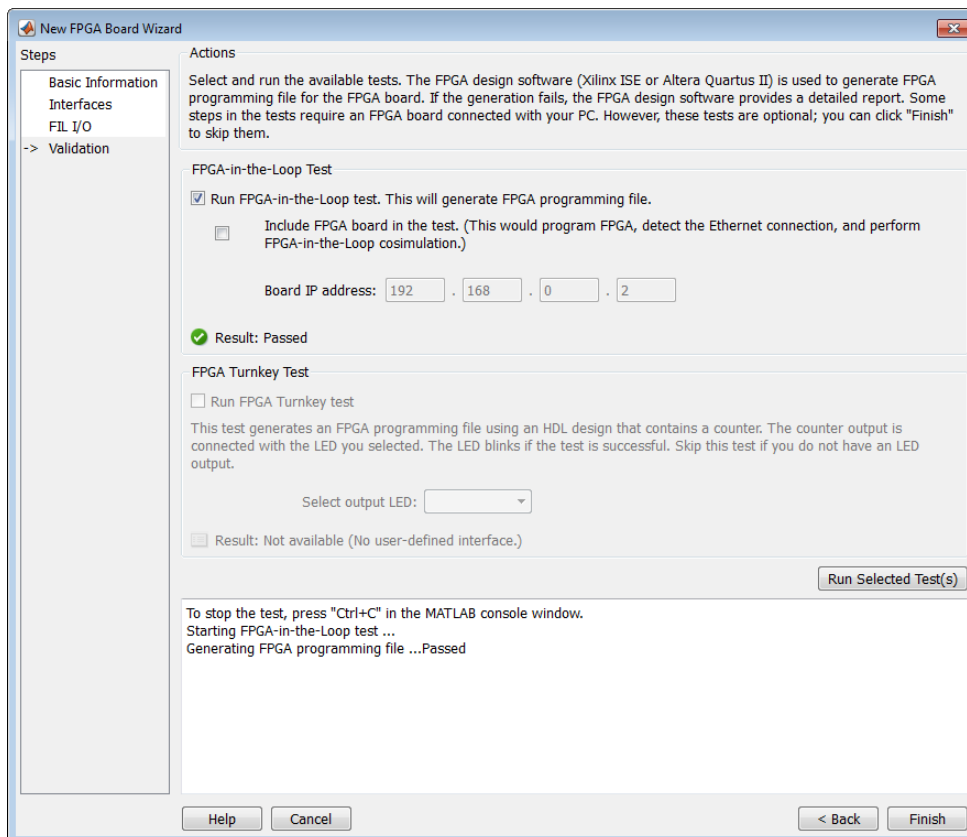 New FPGA Board Wizard
Steps
Basic Information
Interfaces
FIL I/O
-> Validation
Actions
Select and run the available tests. The FPGA design software (Xilinx ISE or Altera Quartus II) is used to generate FPGA
programming file for the FPGA board. If the generation fails, the FPGA design software provides a detailed report. Some
steps in the tests require an FPGA board connected with your PC. However, these tests are optional; you can click "Finish"
to skip them.
FPGA-in-the-Loop Test
Run FPGA-in-the-Loop test. This will generate FPGA programming file.
Include FPGA board in the test. (This would program FPGA, detect the Ethernet connection, and perform
FPGA-in-the-Loop cosimulation.)
Board IP address: 192 . 168 . 0 . 2
Result: Passed
FPGA Turnkey Test
Run FPGA Turnkey test
This test generates an FPGA programming file using an HDL design that contains a counter. The counter output is
connected with the LED you selected. The LED blinks if the test is successful. Skip this test if you do not have an LED
output.
Select output LED:
Result: Not available (No user-defined interface.)
Run Selected Test(s)
To stop the test, press "Ctrl+C" in the MATLAB console window.
Starting FPGA-in-the-Loop test ...
Generating FPGA programming file ...Passed
Help Cancel < Back Finish